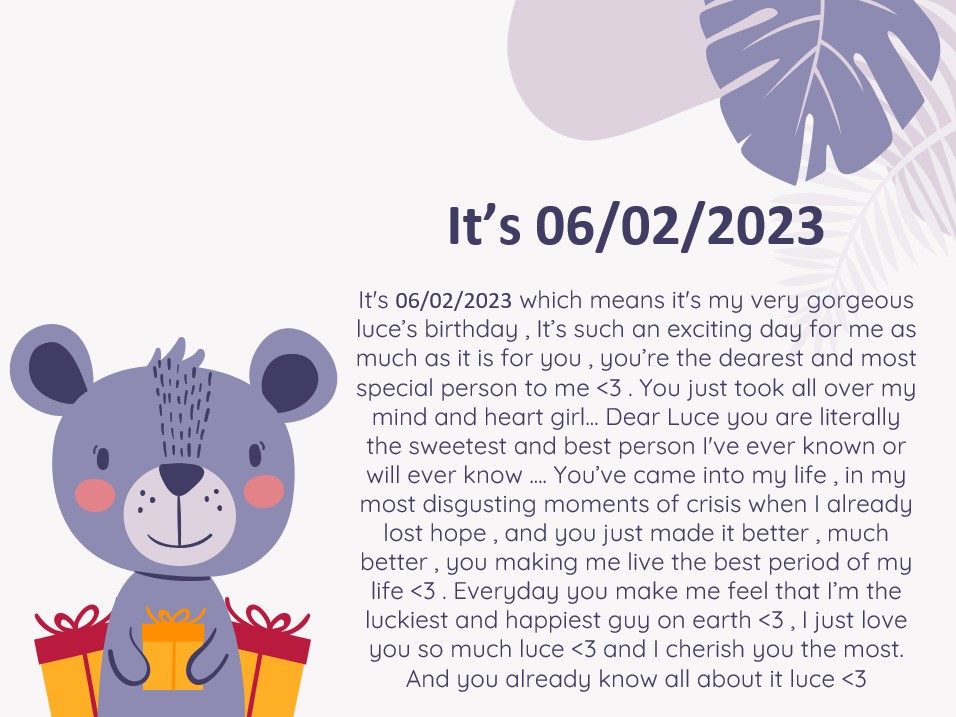 It’s 06/02/2023
It's 06/02/2023 which means it's my very gorgeous
luce’s birthday , It’s such an exciting day for me as
much as it is for you , you’re the dearest and most
special person to me <3 . You just took all over my
mind and heart girl... Dear Luce you are literally
the sweetest and best person I've ever known or
will ever know .... You’ve came into my life , in my
most disgusting moments of crisis when I already
lost hope , and you just made it better , much
better , you making me live the best period of my
life <3 . Everyday you make me feel that I’m the
luckiest and happiest guy on earth <3 , I just love
you so much luce <3 and I cherish you the most.
And you already know all about it luce <3